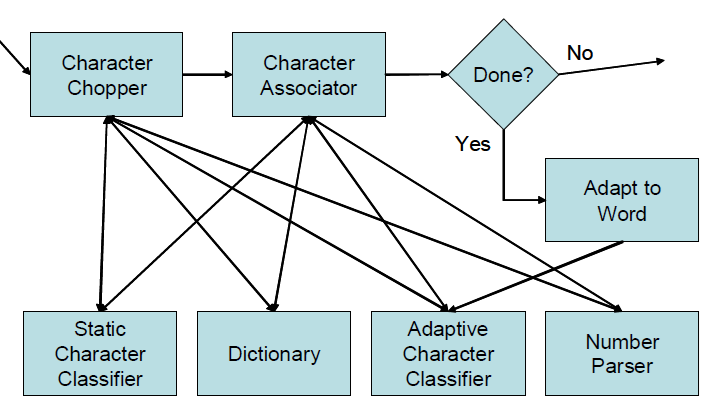 Character
Chopper
Character
Associator
Done?
No
Yes
Adapt to
Word
Static
Character
Classifier
Dictionary
Adaptive
Character
Classifier
Number
Parser